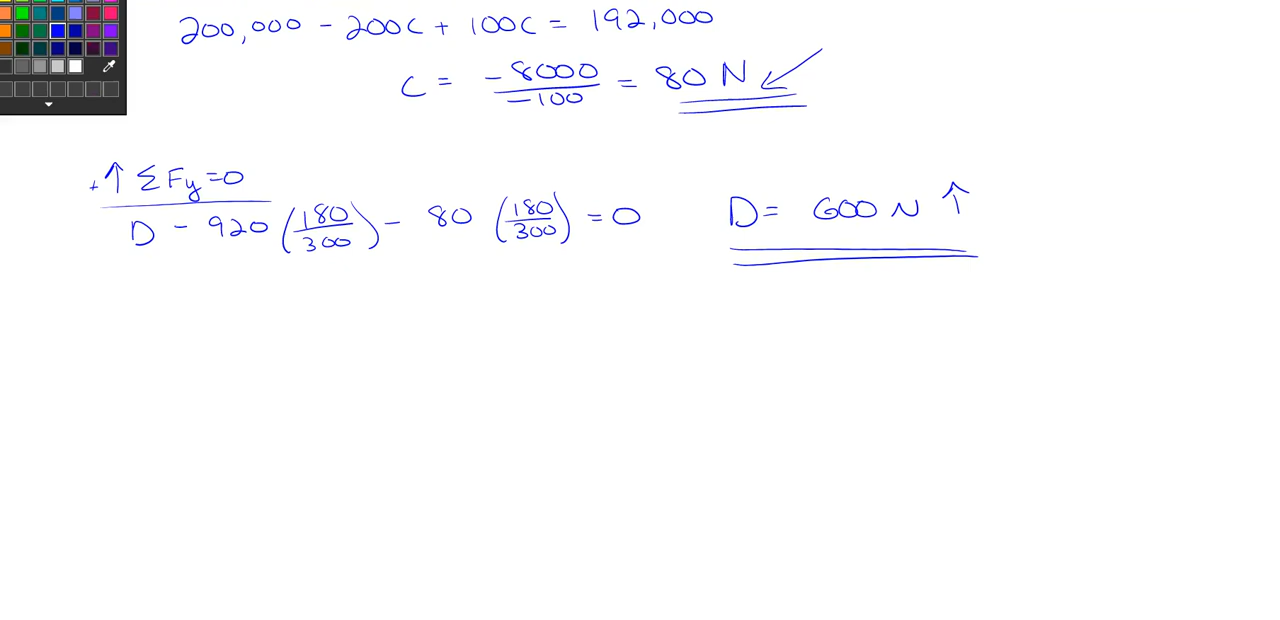 200,000 - 200C + 100C = 192,000
C = -8000/-100 = 80 N ↙
+↑ ΣFy=0
D - 920 (180/300) - 80 (180/300) = 0 D = 600 N ↑